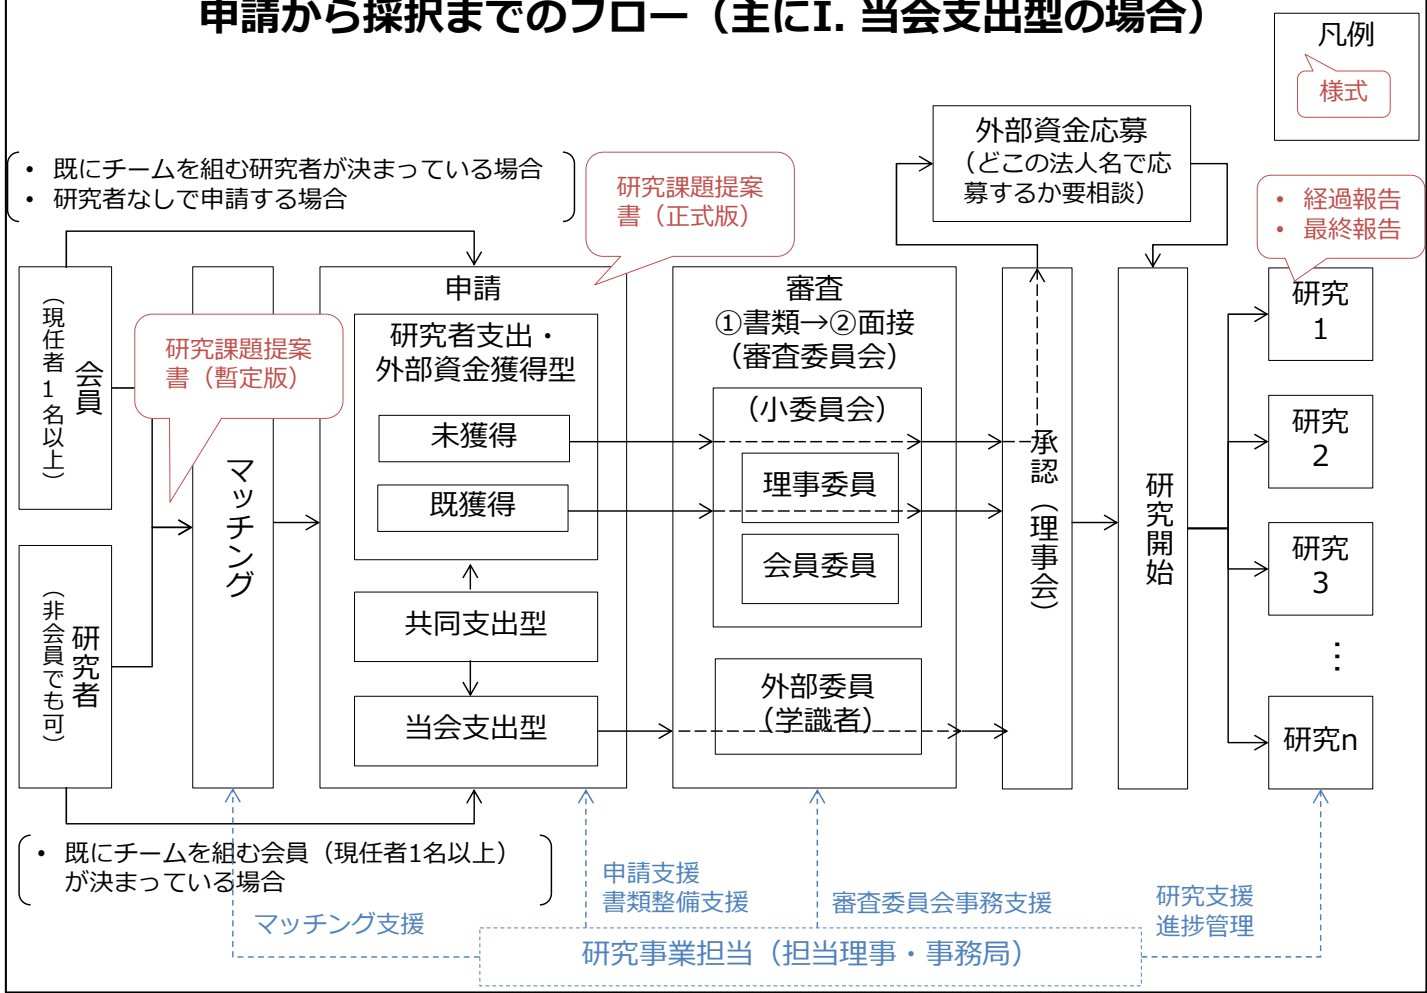 申請から採択までのフロー（主にI. 当会支出型の場合）
凡例
様式
外部資金応募
（どこの法人名で応
募するか要相談）
• 既にチームを組む研究者が決まっている場合
• 研究者なしで申請する場合
研究課題提案
書（正式版）
• 経過報告
• 最終報告
会員
（現任者1名以上）
研究者
（非会員でも可）
研究課題提案
書（暫定版）
マッチング
申請
研究者支出・
外部資金獲得型
未獲得
既獲得
共同支出型
当会支出型
審査
①書類→②面接
（審査委員会）
（小委員会）
理事委員
会員委員
外部委員
（学識者）
承認（理事会）
研究開始
研究
1
研究
2
研究
3
…
研究n
• 既にチームを組む会員（現任者1名以上）
が決まっている場合
マッチング支援
申請支援
書類整備支援
審査委員会事務支援
研究支援
進捗管理
研究事業担当（担当理事・事務局）